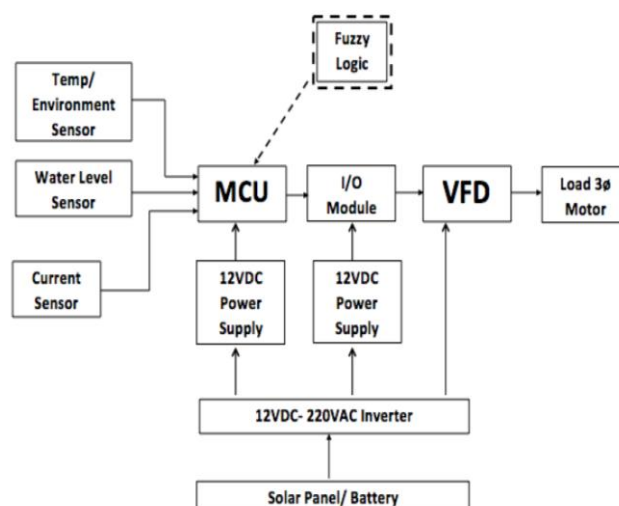 Fuzzy
Logic
Temp/
Environment
Sensor
Water Level
Sensor
Current
Sensor
MCU
I/O
Module
VFD
Load 3ø
Motor
12VDC
Power
Supply
12VDC
Power
Supply
12VDC- 220VAC Inverter
Solar Panel/ Battery